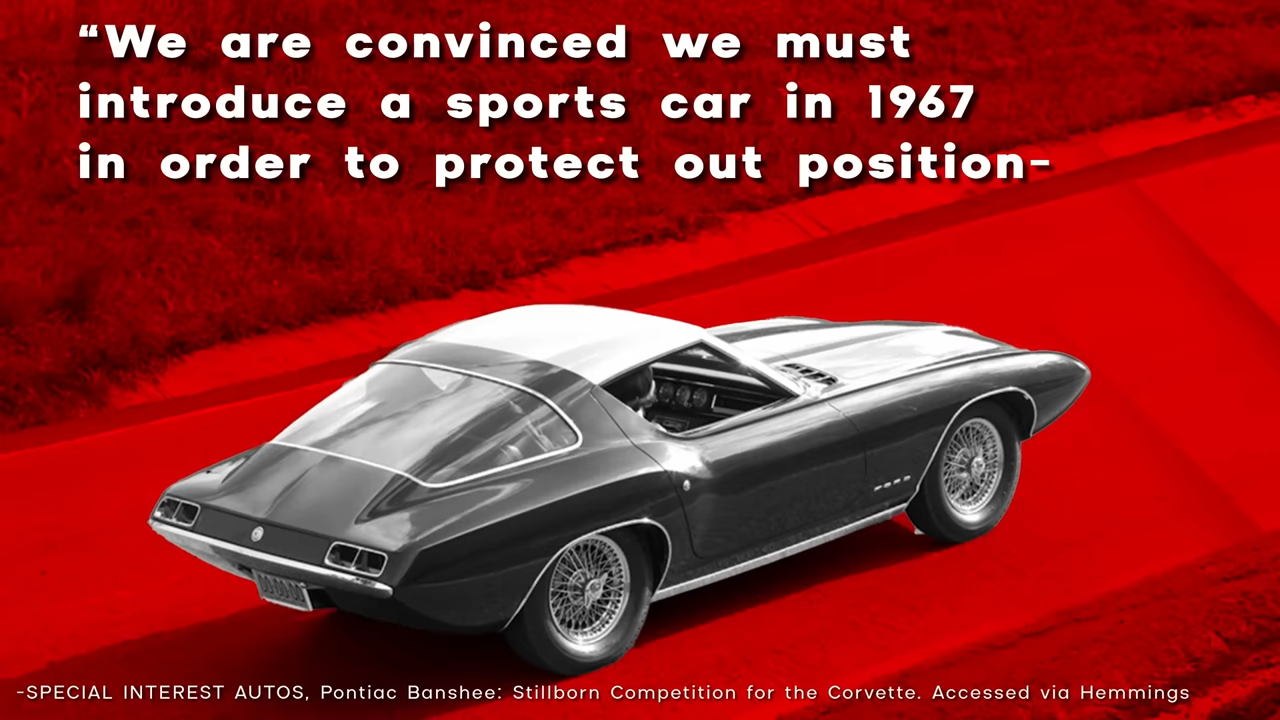 “We are convinced we must
introduce a sports car in 1967
in order to protect out position-
FORD
-SPECIAL INTEREST AUTOS, Pontiac Banshee: Stillborn Competition for the Corvette. Accessed via Hemmings